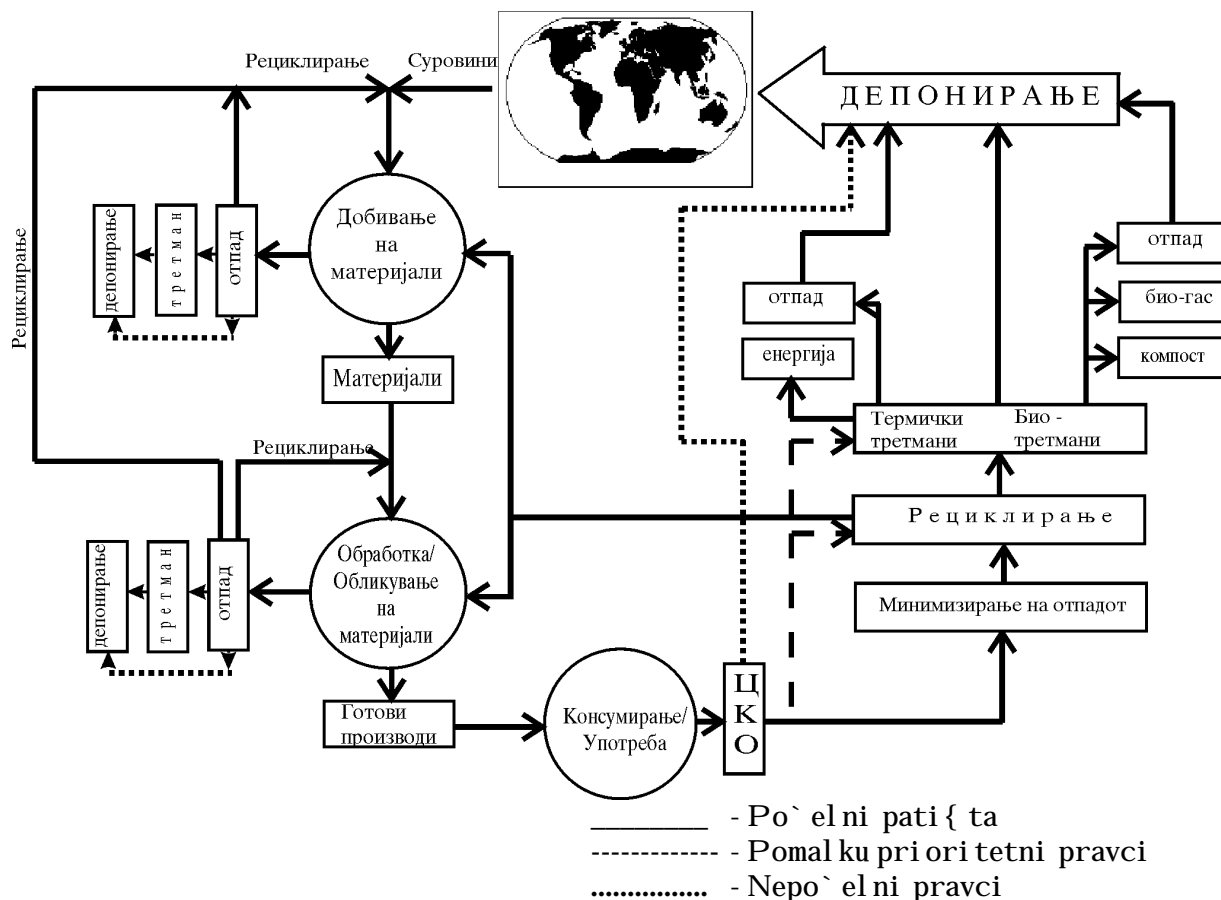 Рециклирање
Суровини
ДЕПОНИРАЊЕ
Рециклирање
депонирање
третман
отпад
Добивање
на
материјали
отпад
отпад
био-гас
енергија
компост
Материјали
Термички
третмани
Био -
третмани
Рециклирање
Рециклирање
депонирање
третман
отпад
Обработка/
Обликување
на
материјали
Минимизирање на отпадот
Готови
производи
Консумирање/
Употреба
ЦКО
- Po`elni pati{ta
- Pomalku prioritetni pravci
- Nepo`elni pravci